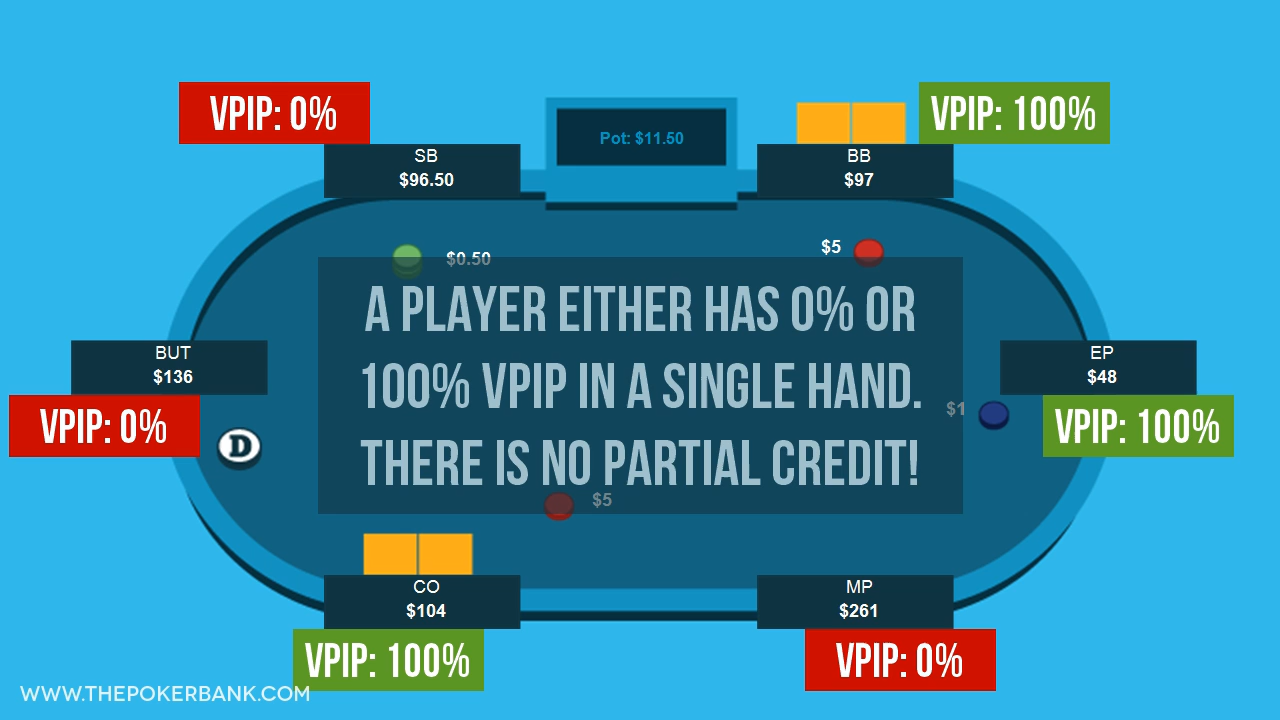 VPIP: 0%
VPIP: 100%
Pot: $11.50
SB
$96.50
BB
$97
$0.50
$5
A PLAYER EITHER HAS 0% OR
100% VPIP IN A SINGLE HAND.
THERE IS NO PARTIAL CREDIT!
BUT
$136
VPIP: 0%
D
EP
$48
$1
VPIP: 100%
$5
CO
$104
MP
$261
VPIP: 100%
VPIP: 0%
WWW.THEPOKERBANK.COM